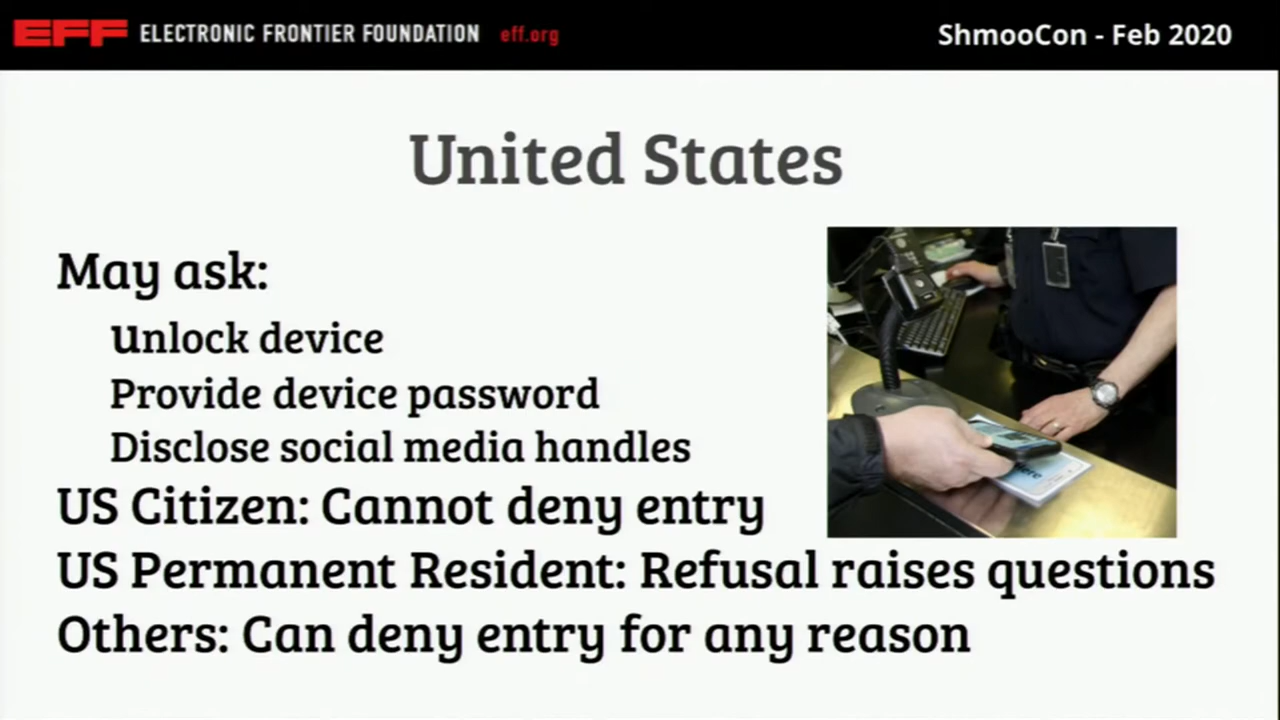 EFF ELECTRONIC FRONTIER FOUNDATION eff.org
ShmooCon - Feb 2020
United States
May ask:
Unlock device
Provide device password
Disclose social media handles
US Citizen: Cannot deny entry
US Permanent Resident: Refusal raises questions
Others: Can deny entry for any reason